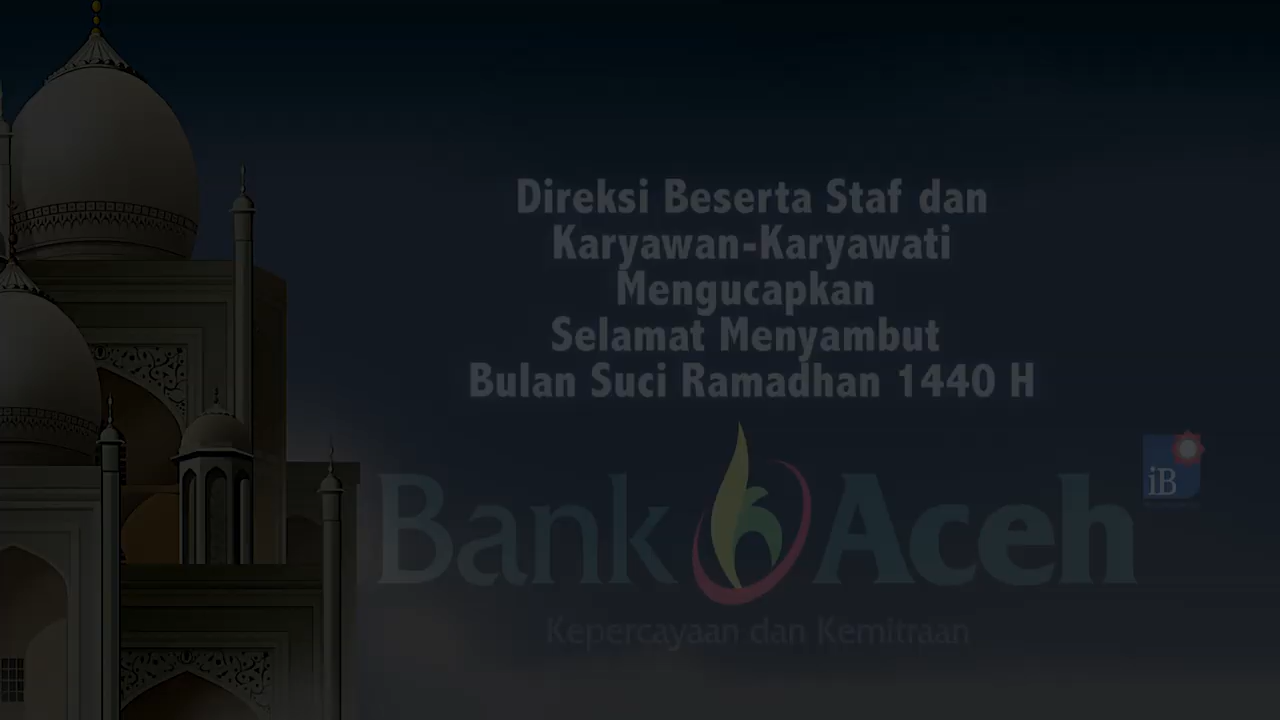 Direksi Beserta Staf dan
Karyawan-Karyawati
Mengucapkan
Selamat Menyambut
Bulan Suci Ramadhan 1440 H
Bank Aceh
iB
Kepercayaan dan Kemitraan